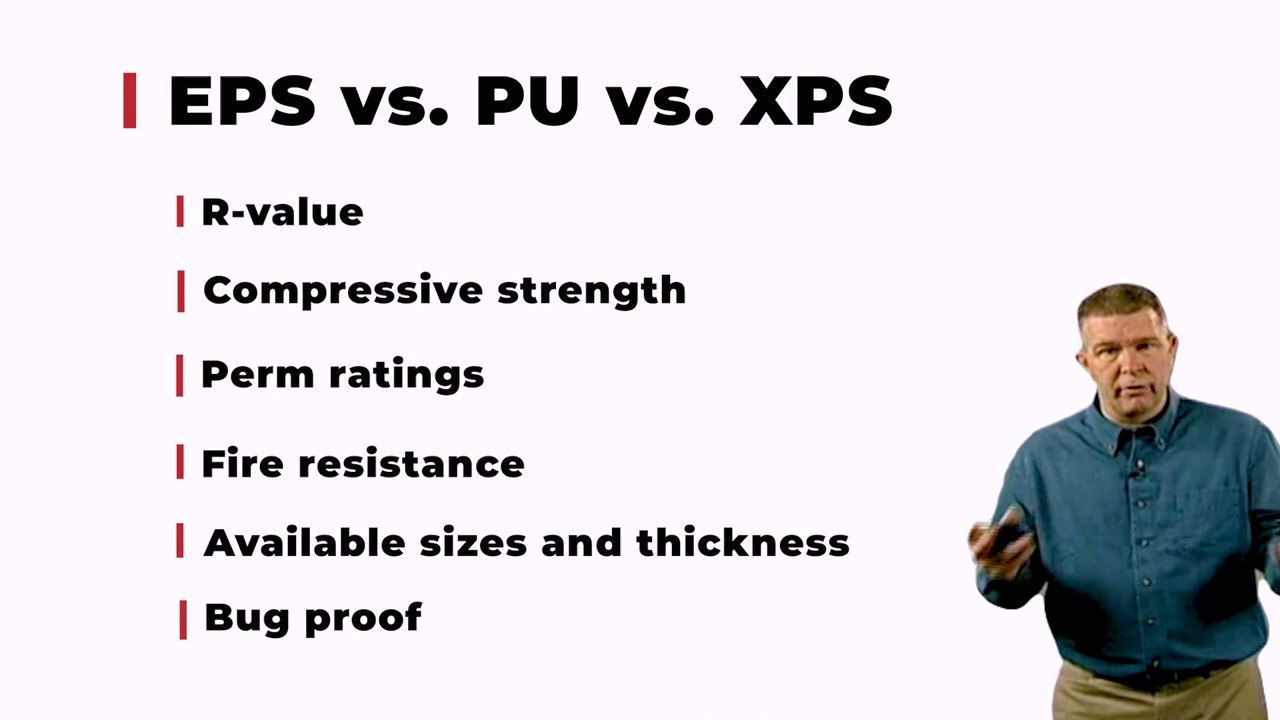 EPS vs. PU vs. XPS
R-value
Compressive strength
Perm ratings
Fire resistance
Available sizes and thickness
Bug proof